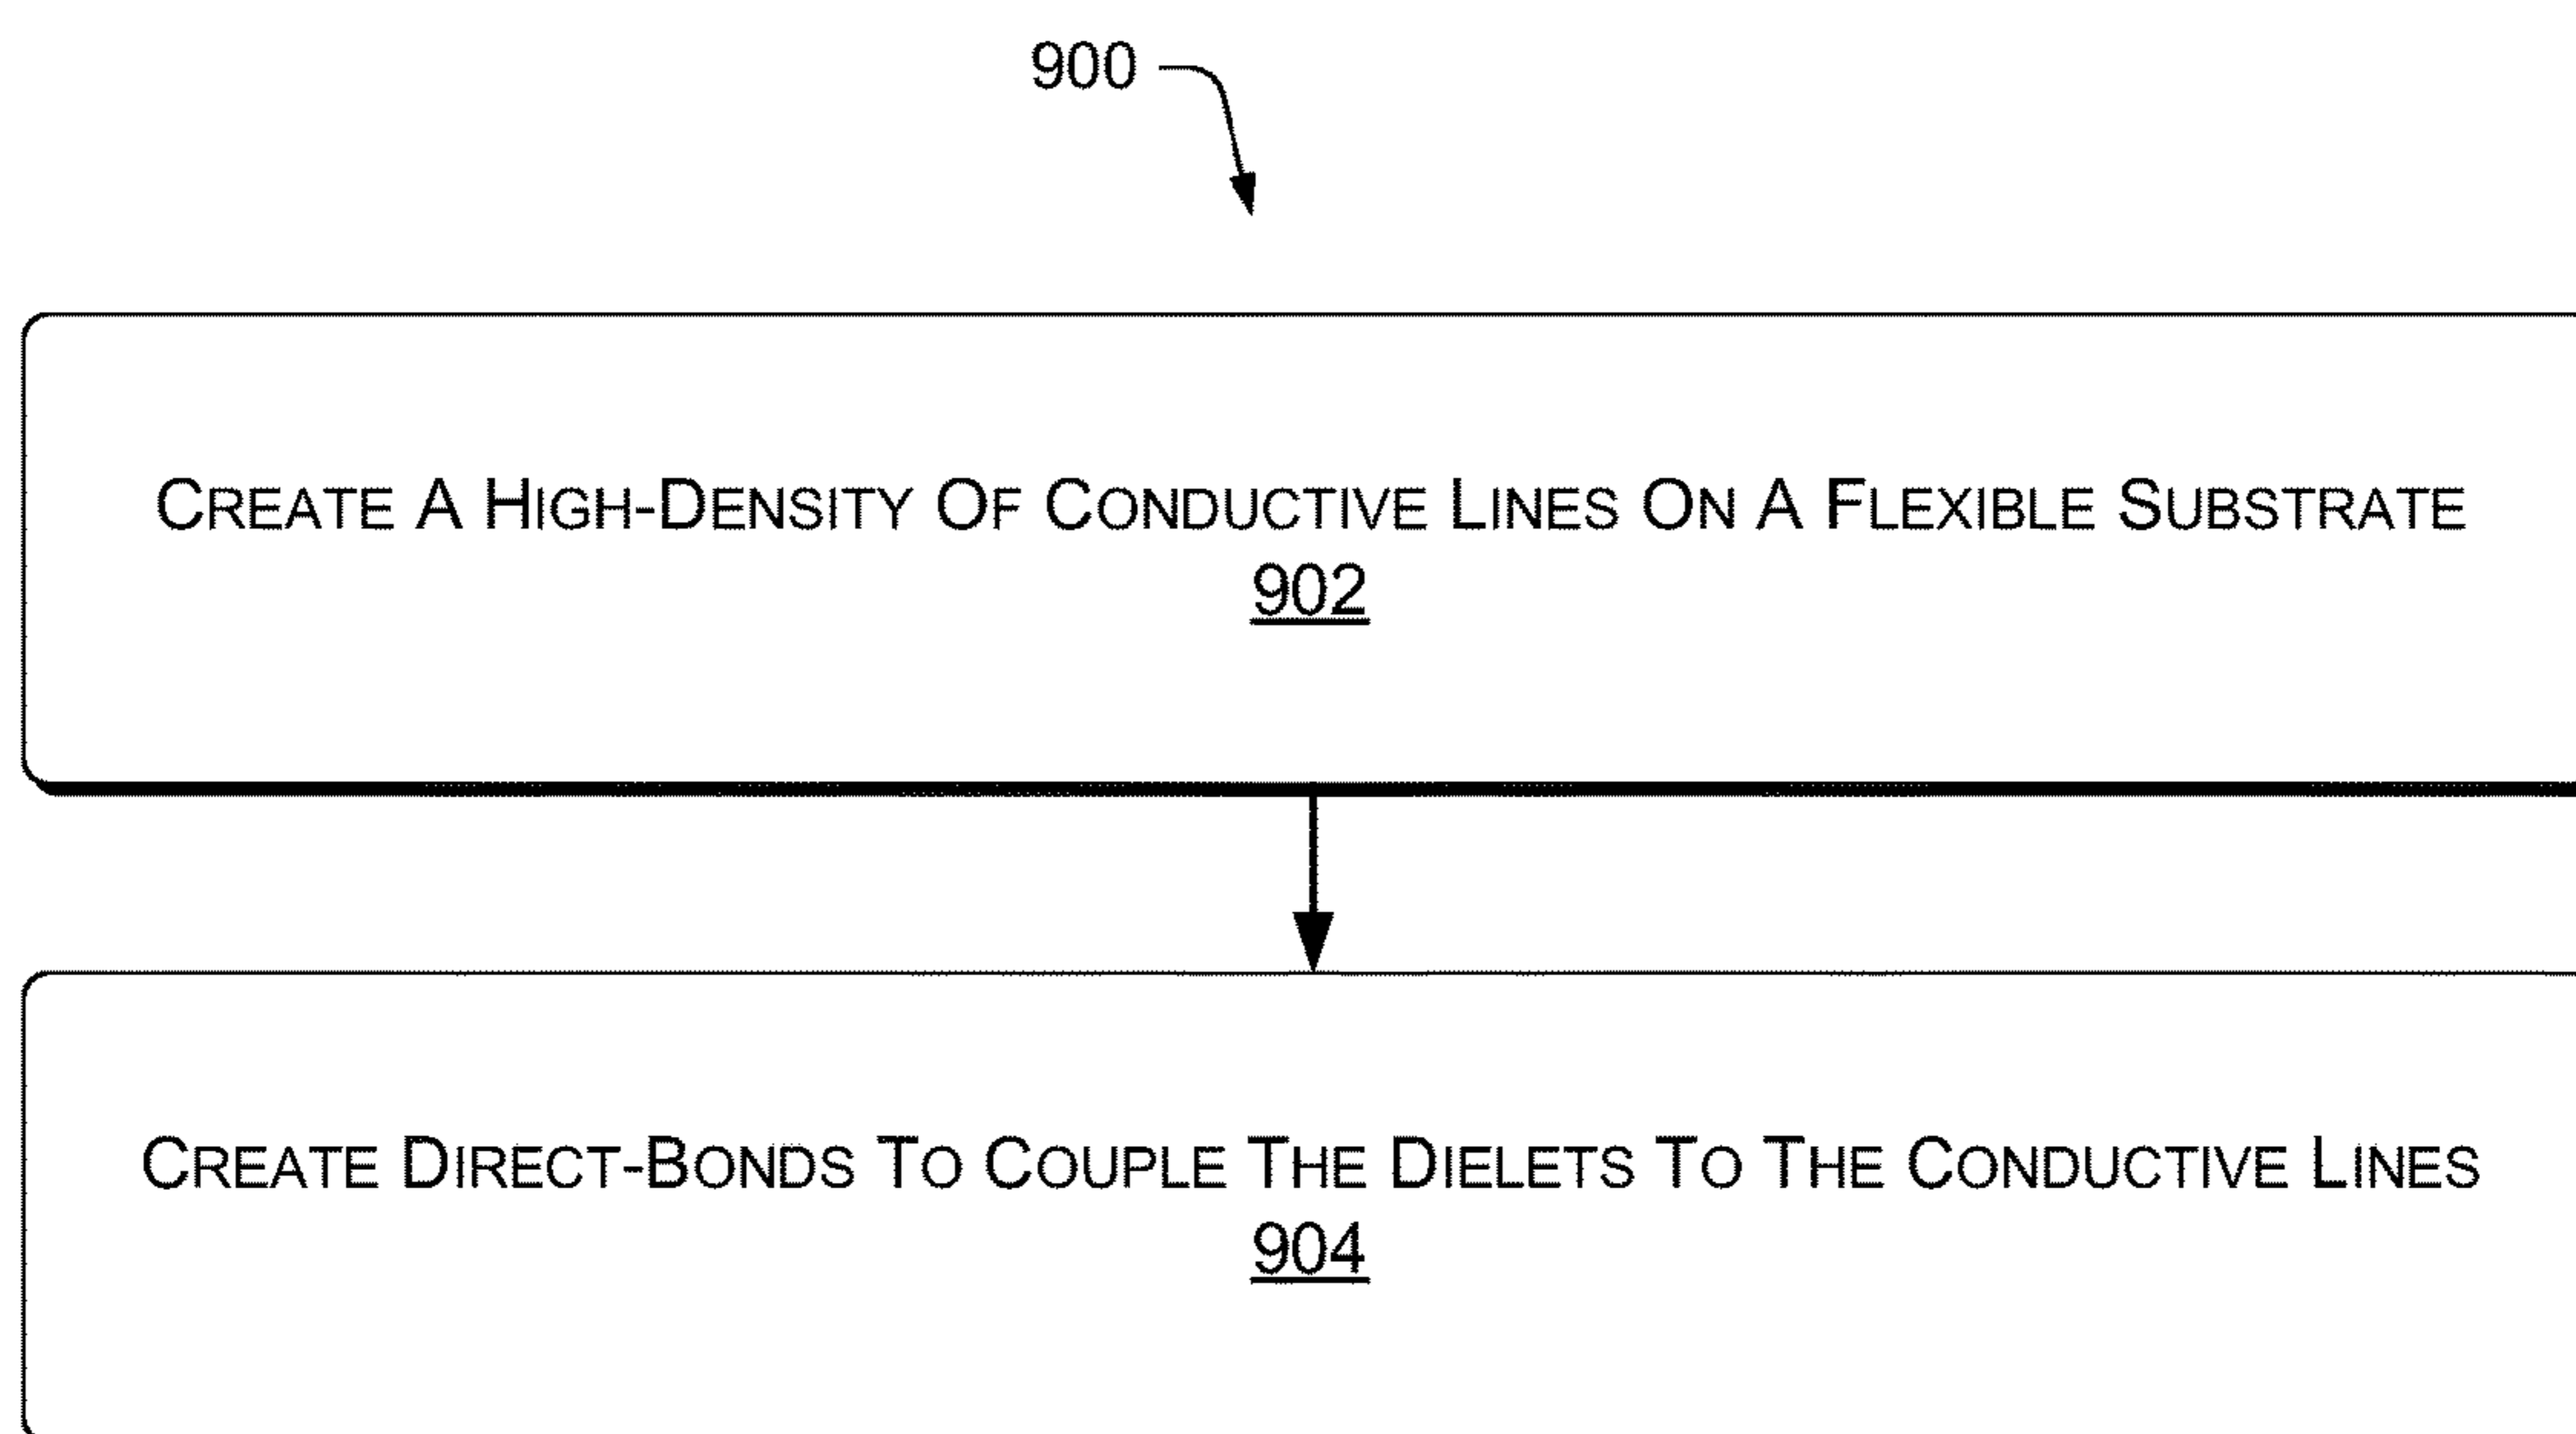 900
CREATE A HIGH-DENSITY OF CONDUCTIVE LINES ON A FLEXIBLE SUBSTRATE
902
CREATE DIRECT-BONDS TO COUPLE THE DIELETS TO THE CONDUCTIVE LINES
904